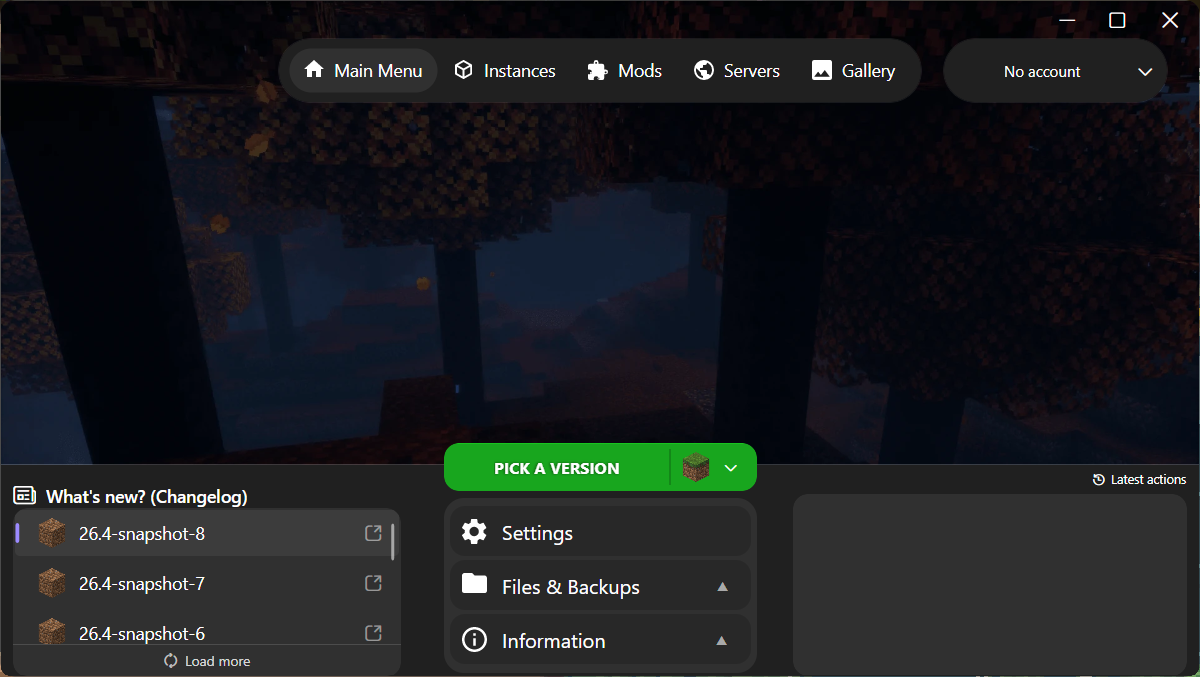 Main Menu
Instances
Mods
Servers
Gallery
No account
PICK A VERSION
Latest actions
What's new? (Changelog)
26.4-snapshot-8
26.4-snapshot-7
26.4-snapshot-6
Load more
Settings
Files & Backups
Information